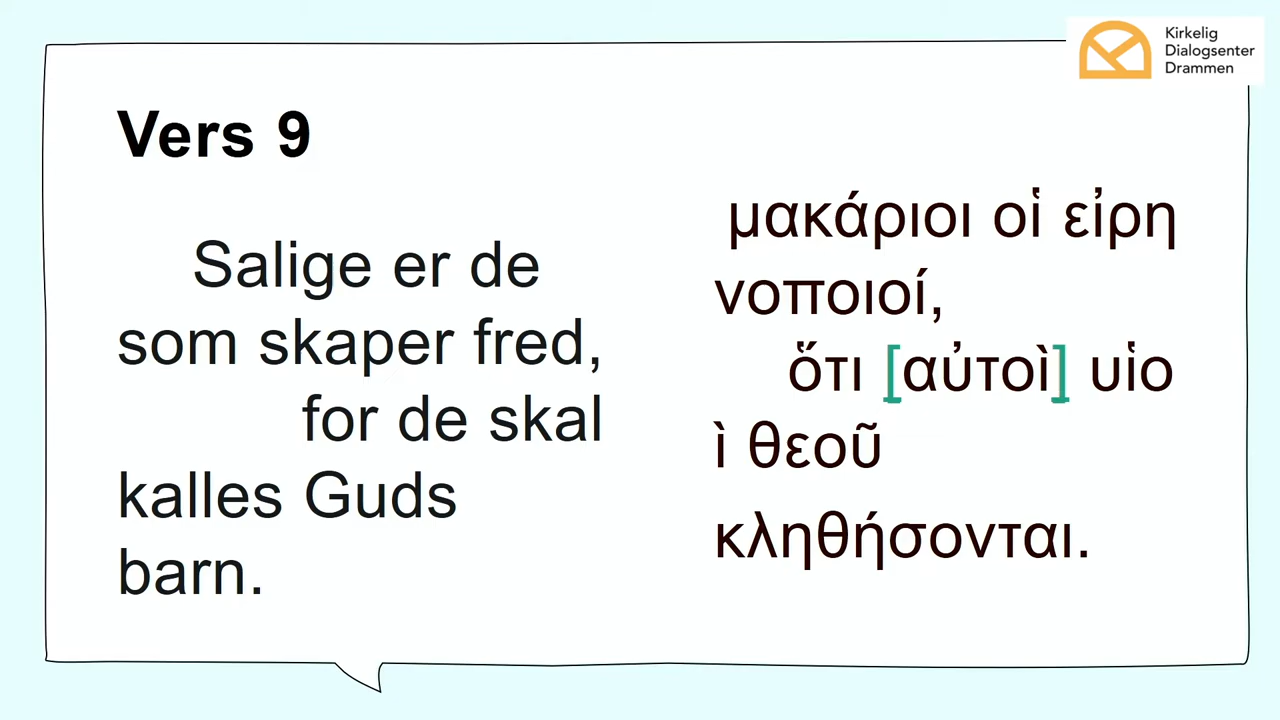 Kirkelig
Dialogsenter
Drammen
Vers 9
Salige er de
som skaper fred,
for de skal
kalles Guds
barn.
μακάριοι οἱ εἰρη
νοποιοί,
ὅτι [αὐτοὶ] υἱο
ὶ θεοῦ
κληθήσονται.